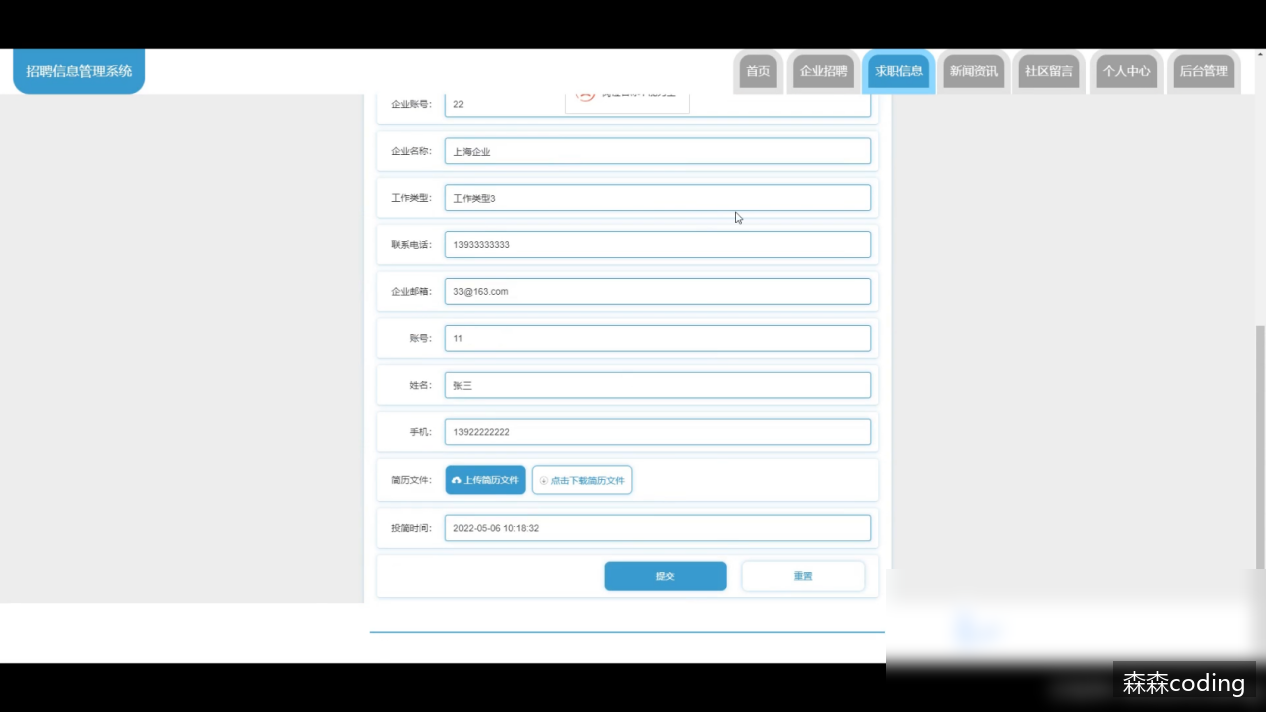 招聘信息管理系统
首页
企业招聘
求职信息
新闻资讯
社区留言
个人中心
后台管理
企业账号: 22
企业名称: 上海企业
工作类型: 工作类型3
联系电话: 13933333333
企业邮箱: 33@163.com
账号: 11
姓名: 张三
手机: 13922222222
简历文件: 上传简历文件 点击下载简历文件
投简时间: 2022-05-06 10:18:32
提交 重置
森森coding